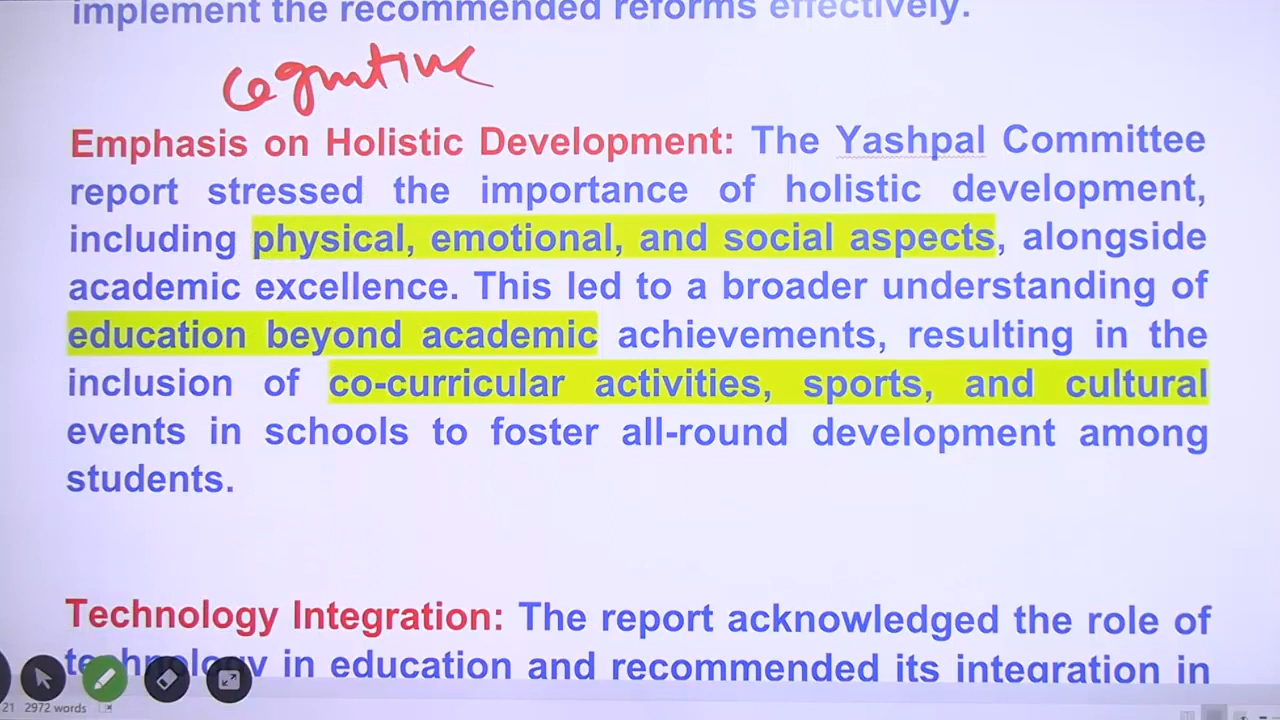 implement the recommended reforms effectively.
Cognitive
Emphasis on Holistic Development: The Yashpal Committee
report stressed the importance of holistic development,
including physical, emotional, and social aspects, alongside
academic excellence. This led to a broader understanding of
education beyond academic achievements, resulting in the
inclusion of co-curricular activities, sports, and cultural
events in schools to foster all-round development among
students.
Technology Integration: The report acknowledged the role of
technology in education and recommended its integration in
21 2972 words